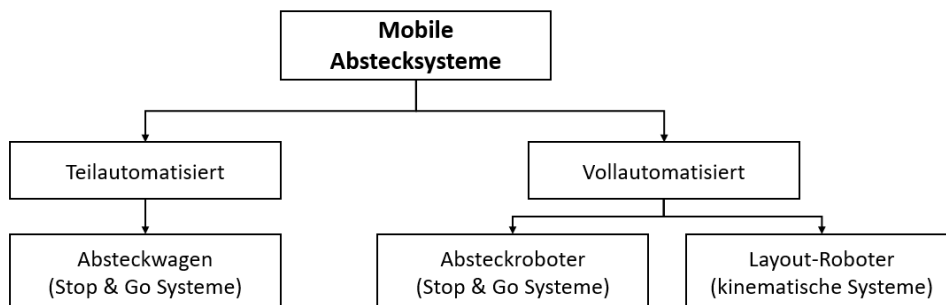 Mobile
Abstecksysteme
Teilautomatisiert
Vollautomatisiert
Absteckwagen
(Stop & Go Systeme)
Absteckroboter
(Stop & Go Systeme)
Layout-Roboter
(kinematische Systeme)